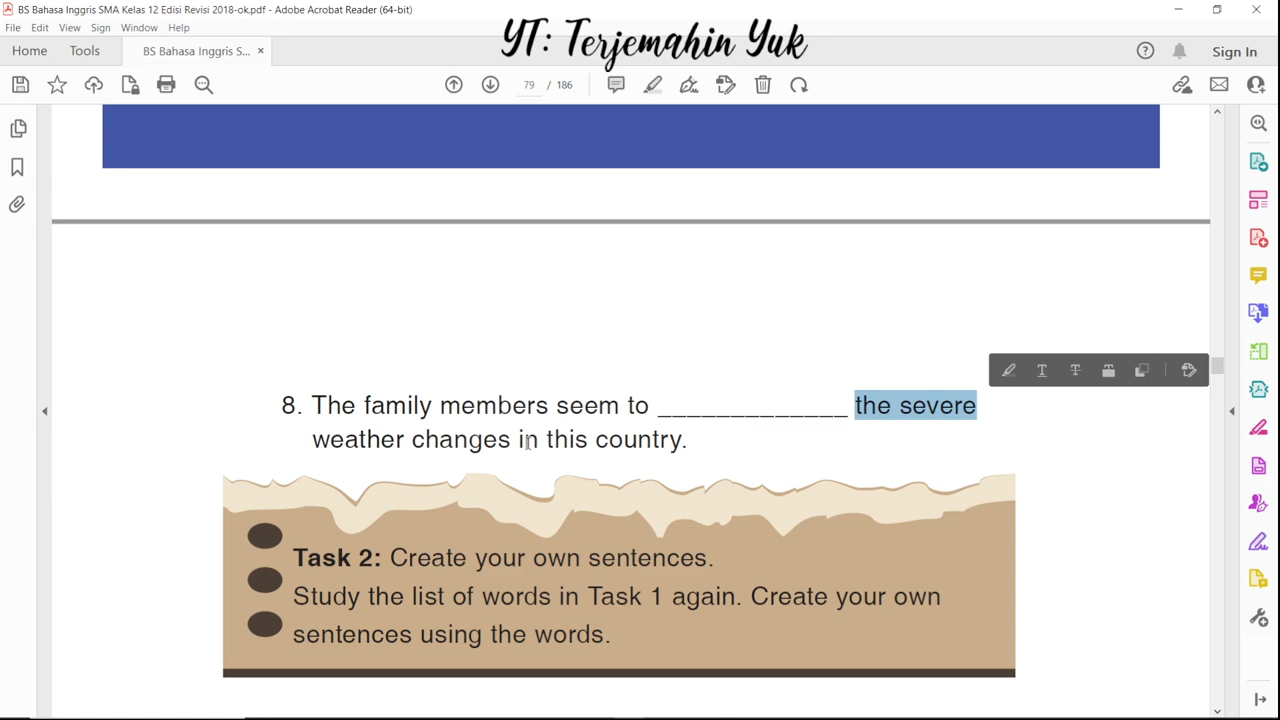 BS Bahasa Inggris SMA Kelas 12 Edisi Revisi 2018-ok.pdf - Adobe Acrobat Reader (64-bit)
File Edit View Sign Window Help
YT: Terjemahin Yuk
Home Tools BS Bahasa Inggris S... × Sign In
79 / 186
8. The family members seem to _____________ the severe
weather changes in this country.
Task 2: Create your own sentences.
Study the list of words in Task 1 again. Create your own
sentences using the words.